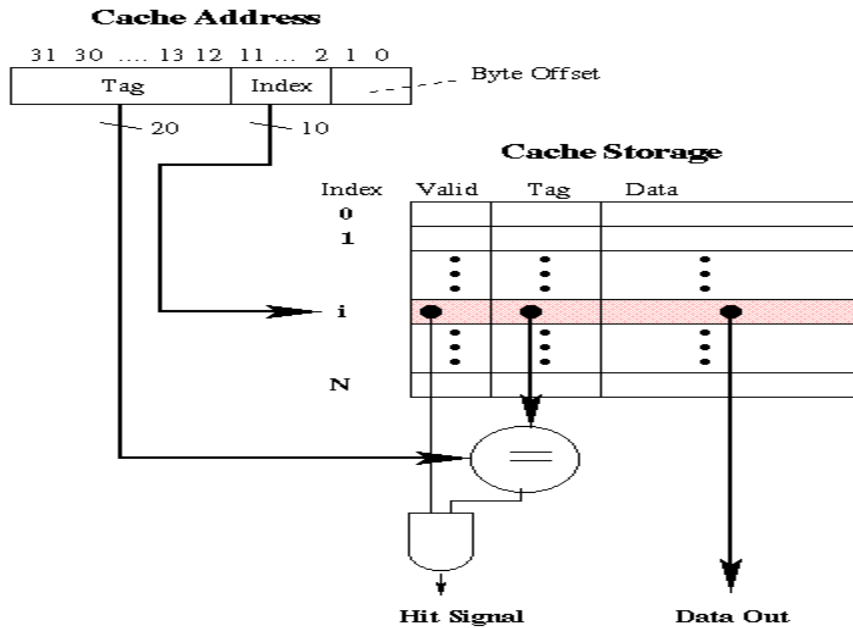 Cache Address
31 30 .... 13 12 11 ... 2 1 0
Tag Index Byte Offset
20 10
Cache Storage
Index Valid Tag Data
0
1
i
N
==
Hit Signal Data Out